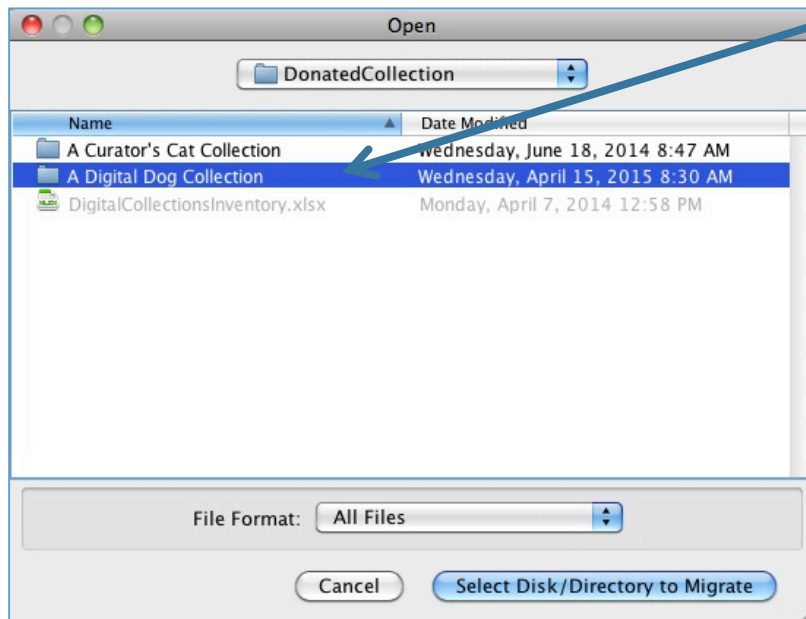 Open
DonatedCollection
Name Date Modified
A Curator's Cat Collection Wednesday, June 18, 2014 8:47 AM
A Digital Dog Collection Wednesday, April 15, 2015 8:30 AM
DigitalCollectionsInventory.xlsx Monday, April 7, 2014 12:58 PM
File Format: All Files
Cancel Select Disk/Directory to Migrate